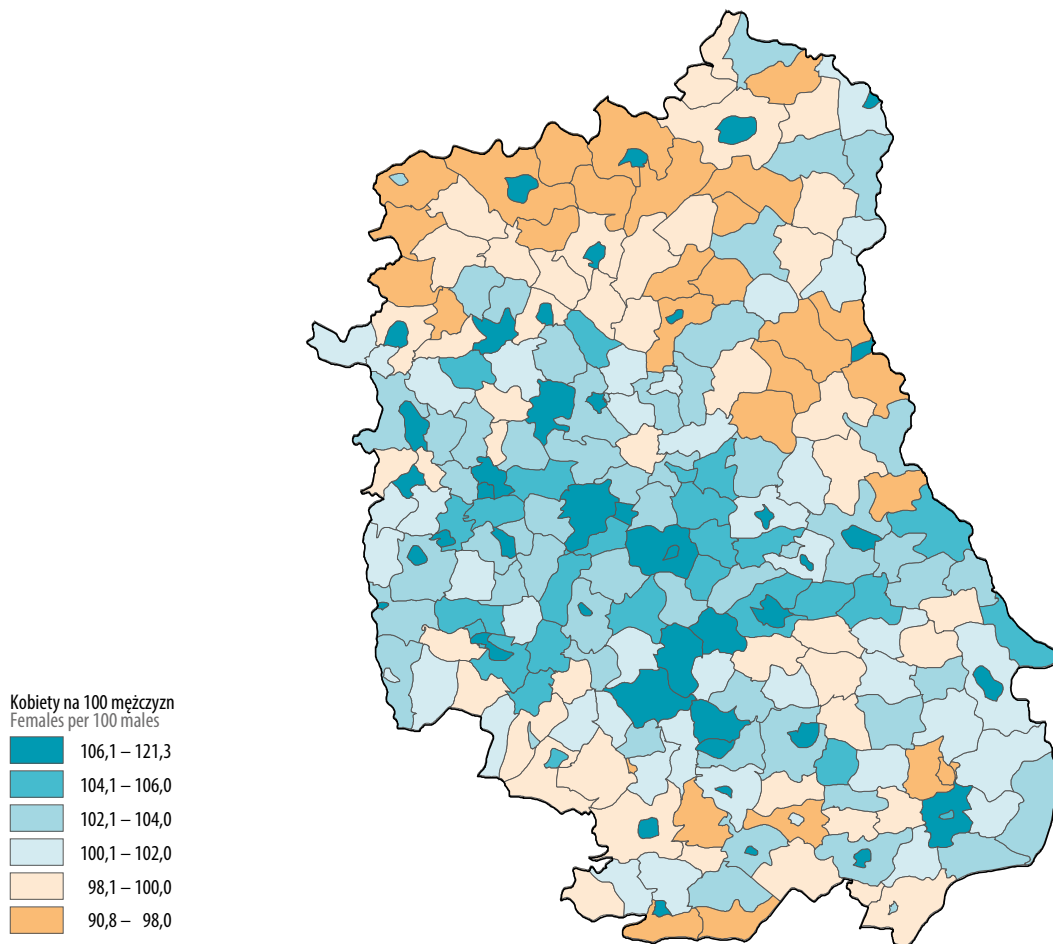 Kobiety na 100 mężczyzn
Females per 100 males
106,1 – 121,3
104,1 – 106,0
102,1 – 104,0
100,1 – 102,0
98,1 – 100,0
90,8 – 98,0